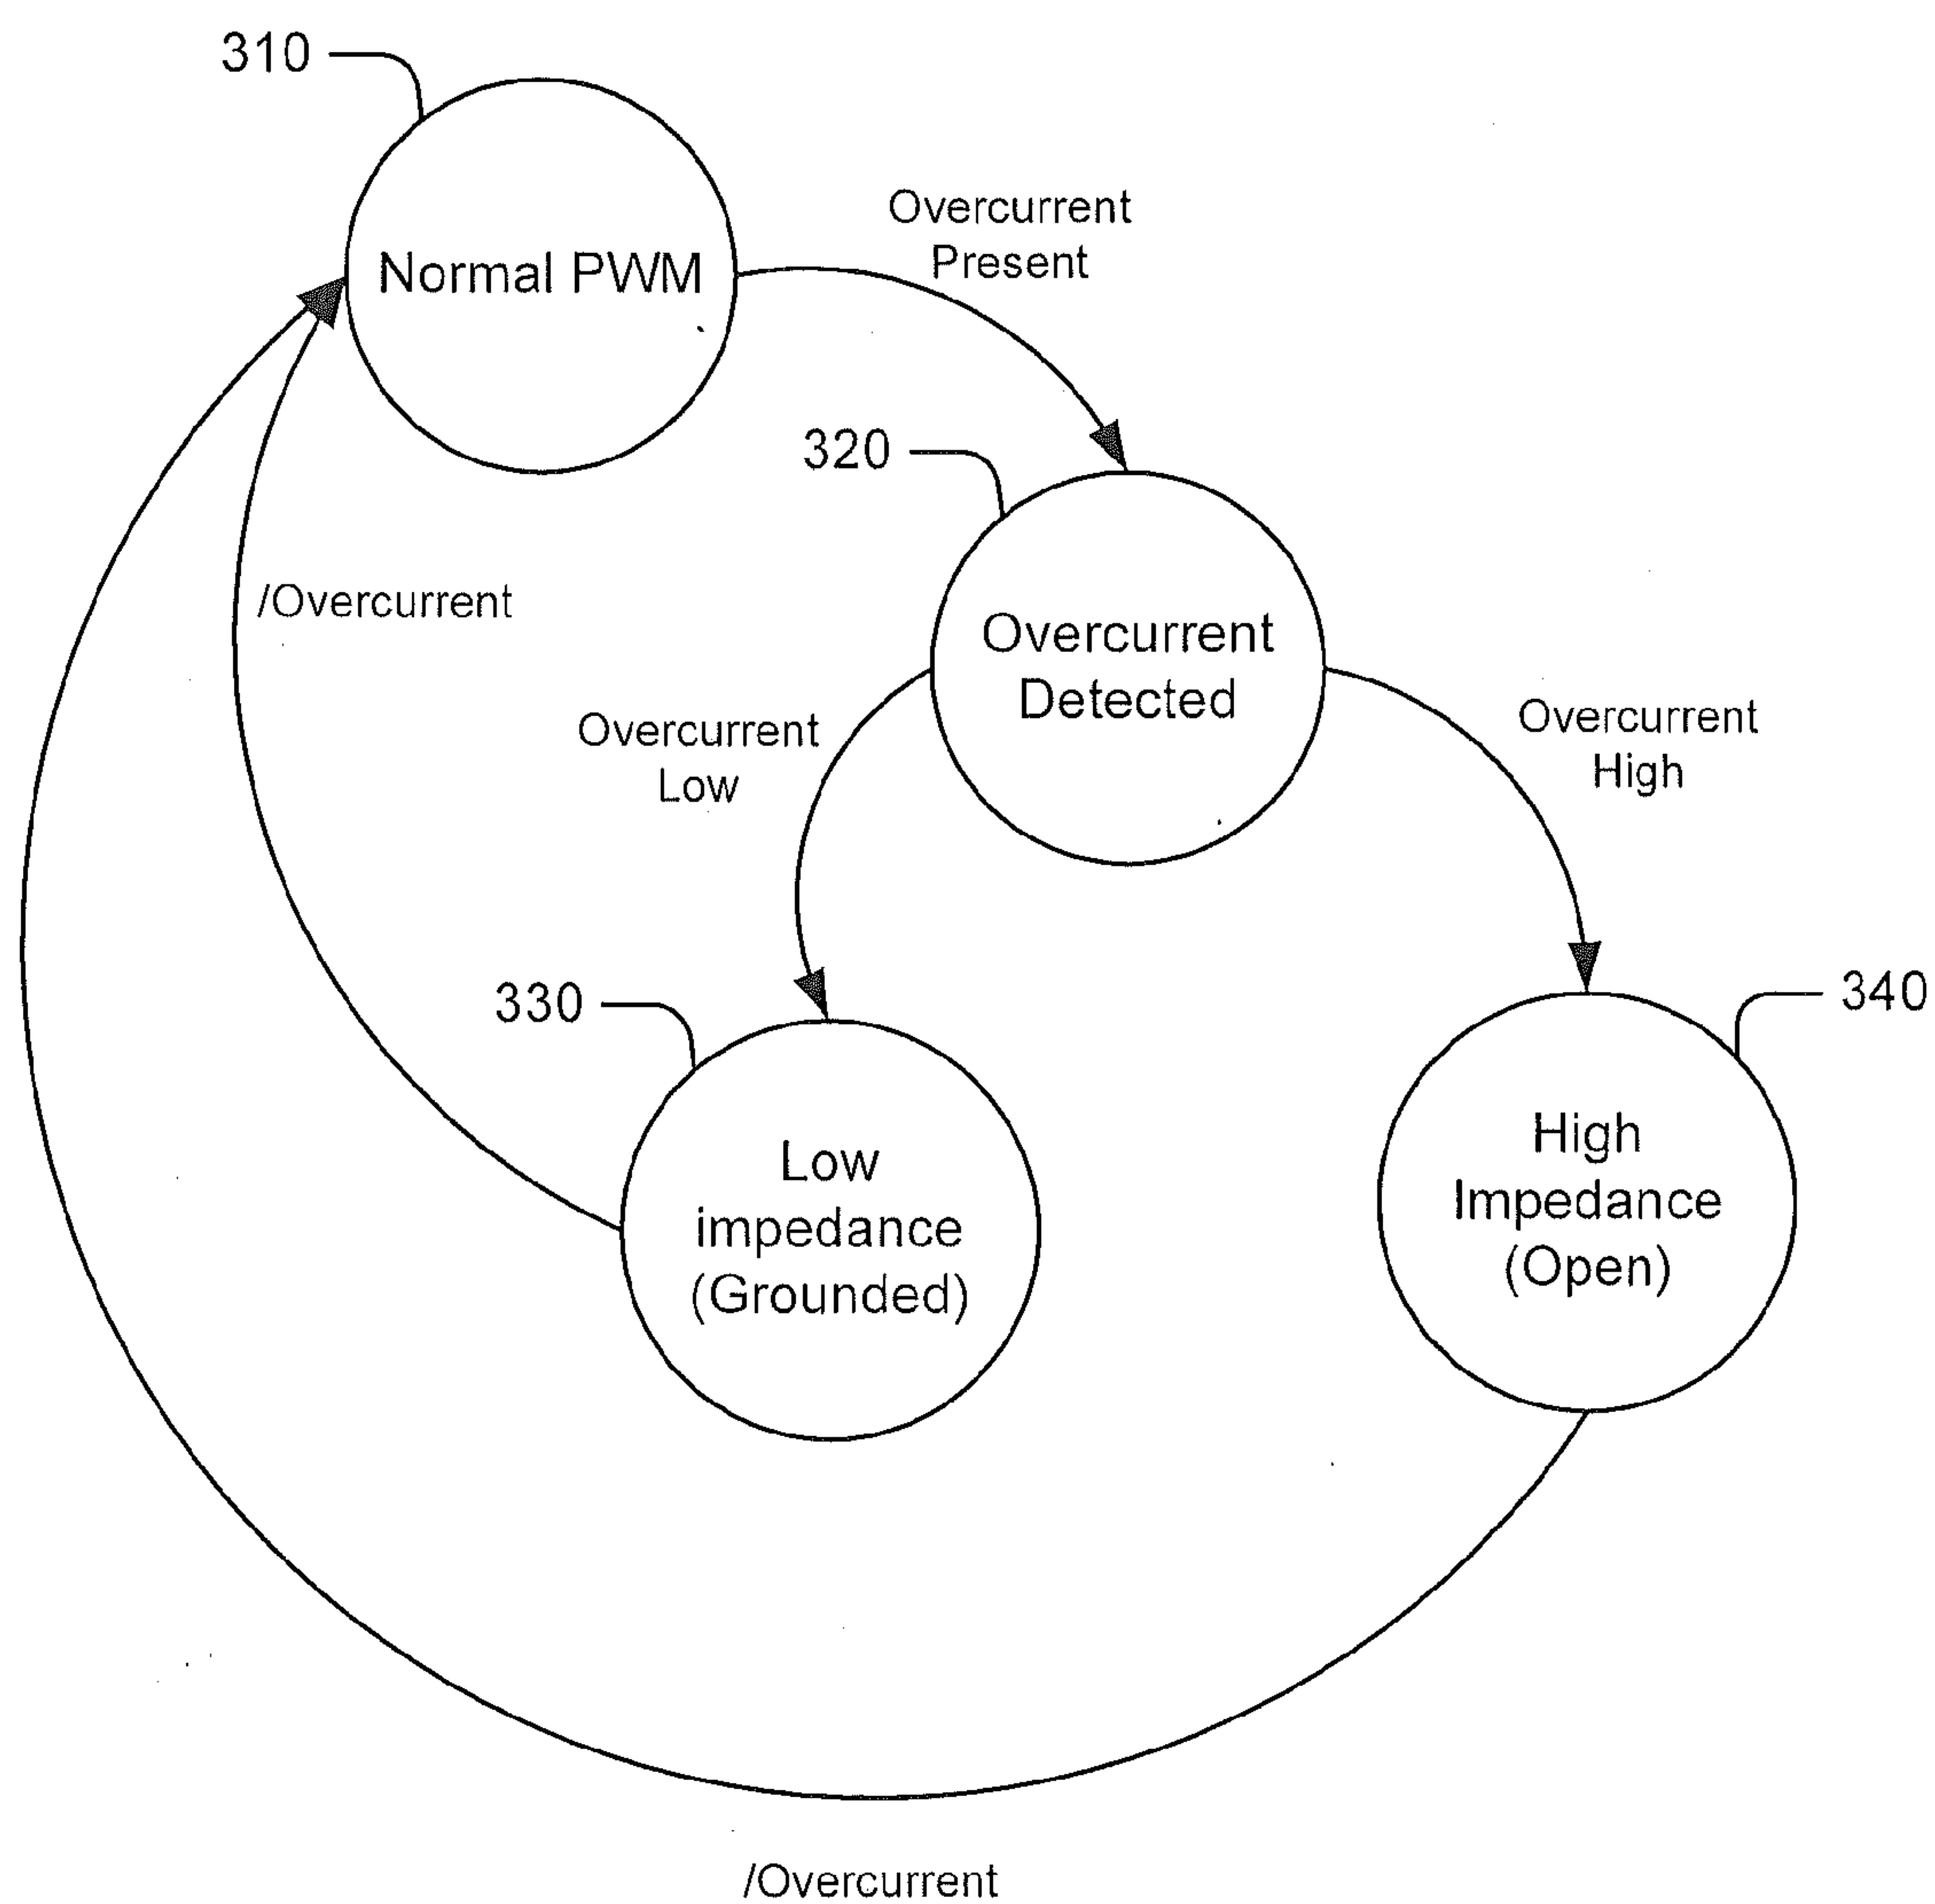 310
Normal PWM
Overcurrent
Present
320
Overcurrent
Detected
/Overcurrent
Overcurrent
Low
Overcurrent
High
330
Low
impedance
(Grounded)
340
High
Impedance
(Open)
/Overcurrent